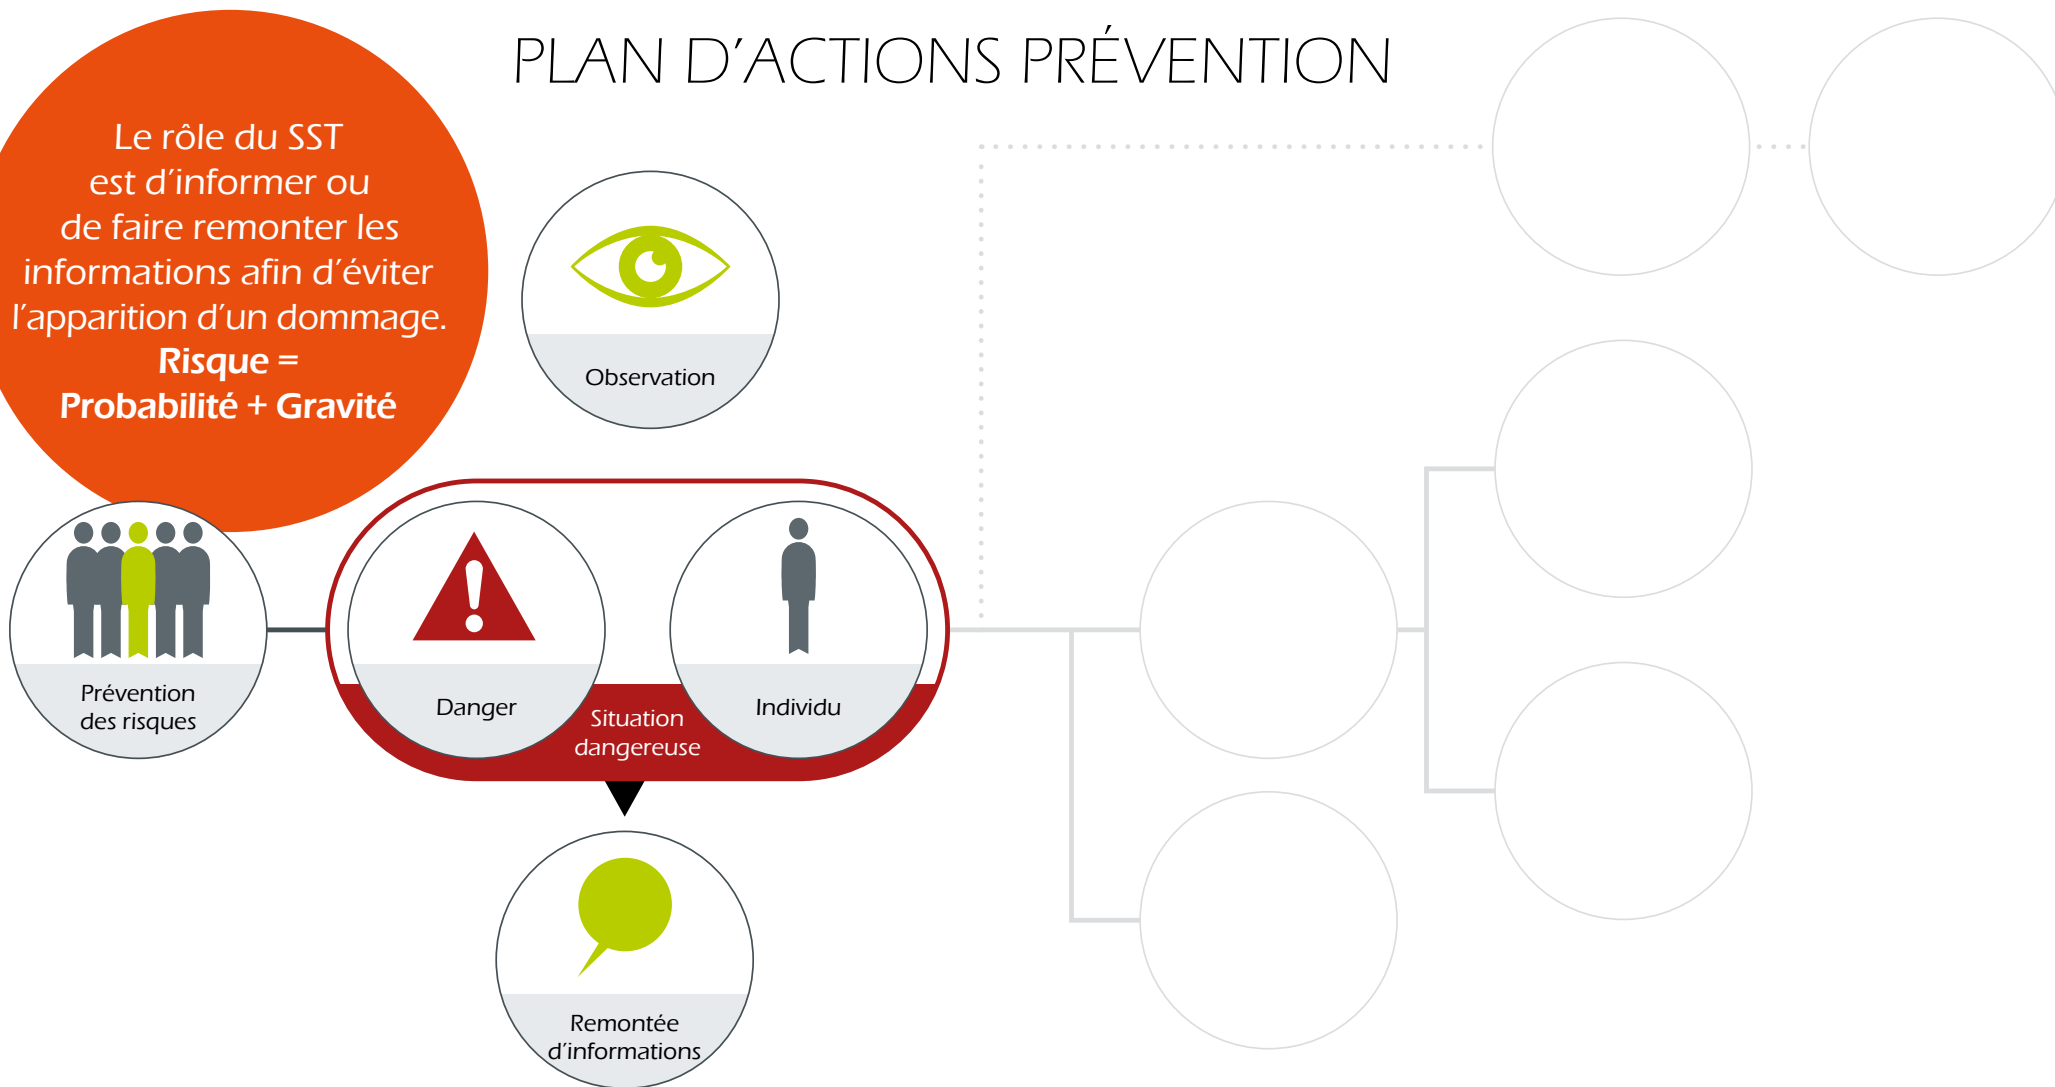 PLAN D'ACTIONS PRÉVENTION
Le rôle du SST
est d'informer ou
de faire remonter les
informations afin d'éviter
l'apparition d'un dommage.
Risque =
Probabilité + Gravité
Observation
Prévention
des risques
Danger
Situation
dangereuse
Individu
Remontée
d'informations